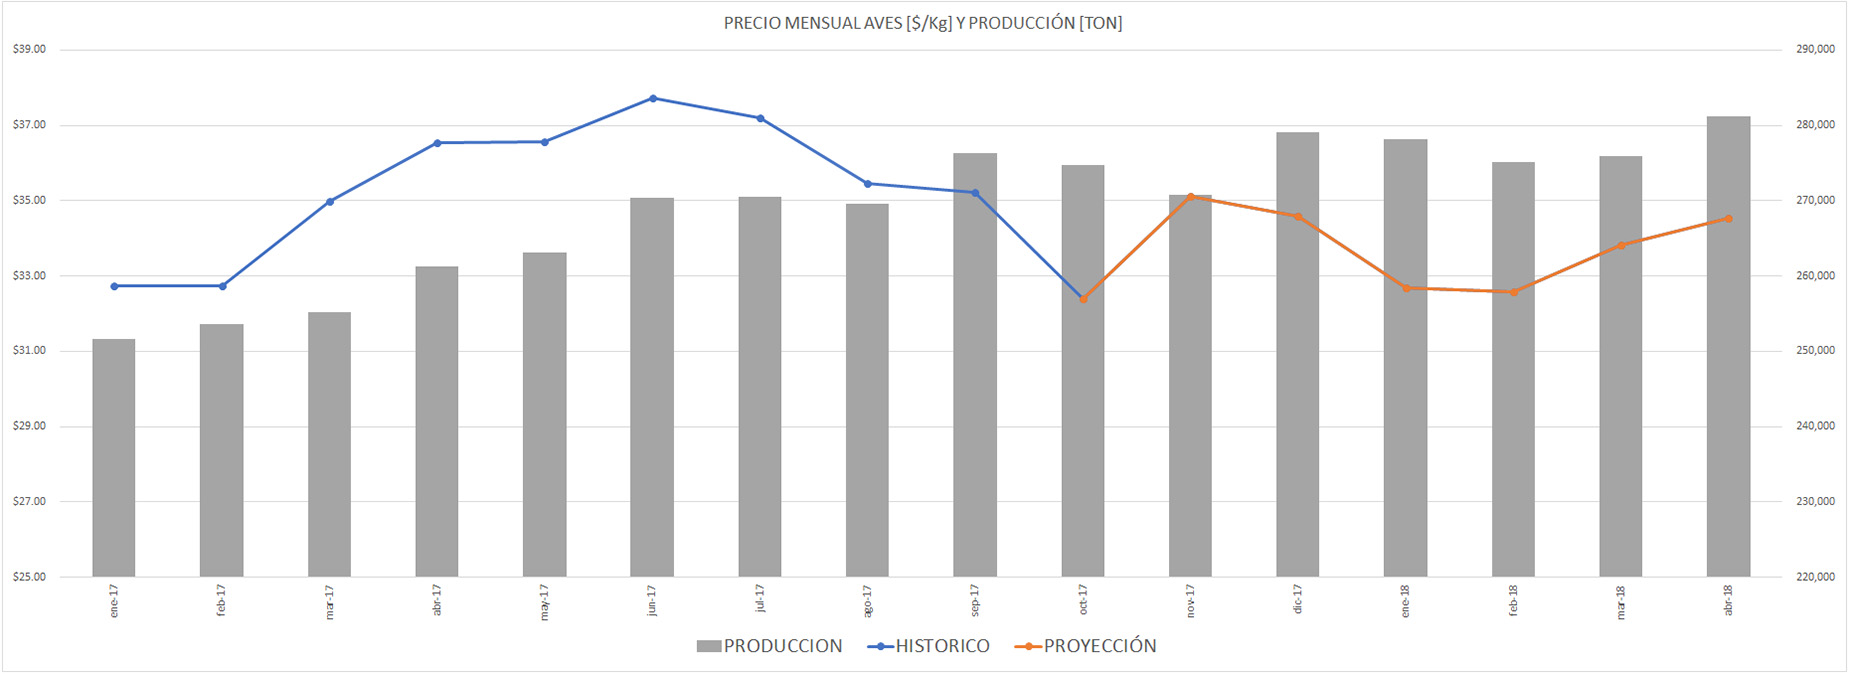 PRECIO MENSUAL AVES [$/Kg] Y PRODUCCIÓN [TON]
$39.00
$37.00
$35.00
$33.00
$31.00
$29.00
$27.00
$25.00
290,000
280,000
270,000
260,000
250,000
240,000
230,000
220,000
ene-17
feb-17
mar-17
abr-17
may-17
jun-17
jul-17
ago-17
sep-17
oct-17
nov-17
dic-17
ene-18
feb-18
mar-18
abr-18
PRODUCCION HISTORICO PROYECCIÓN